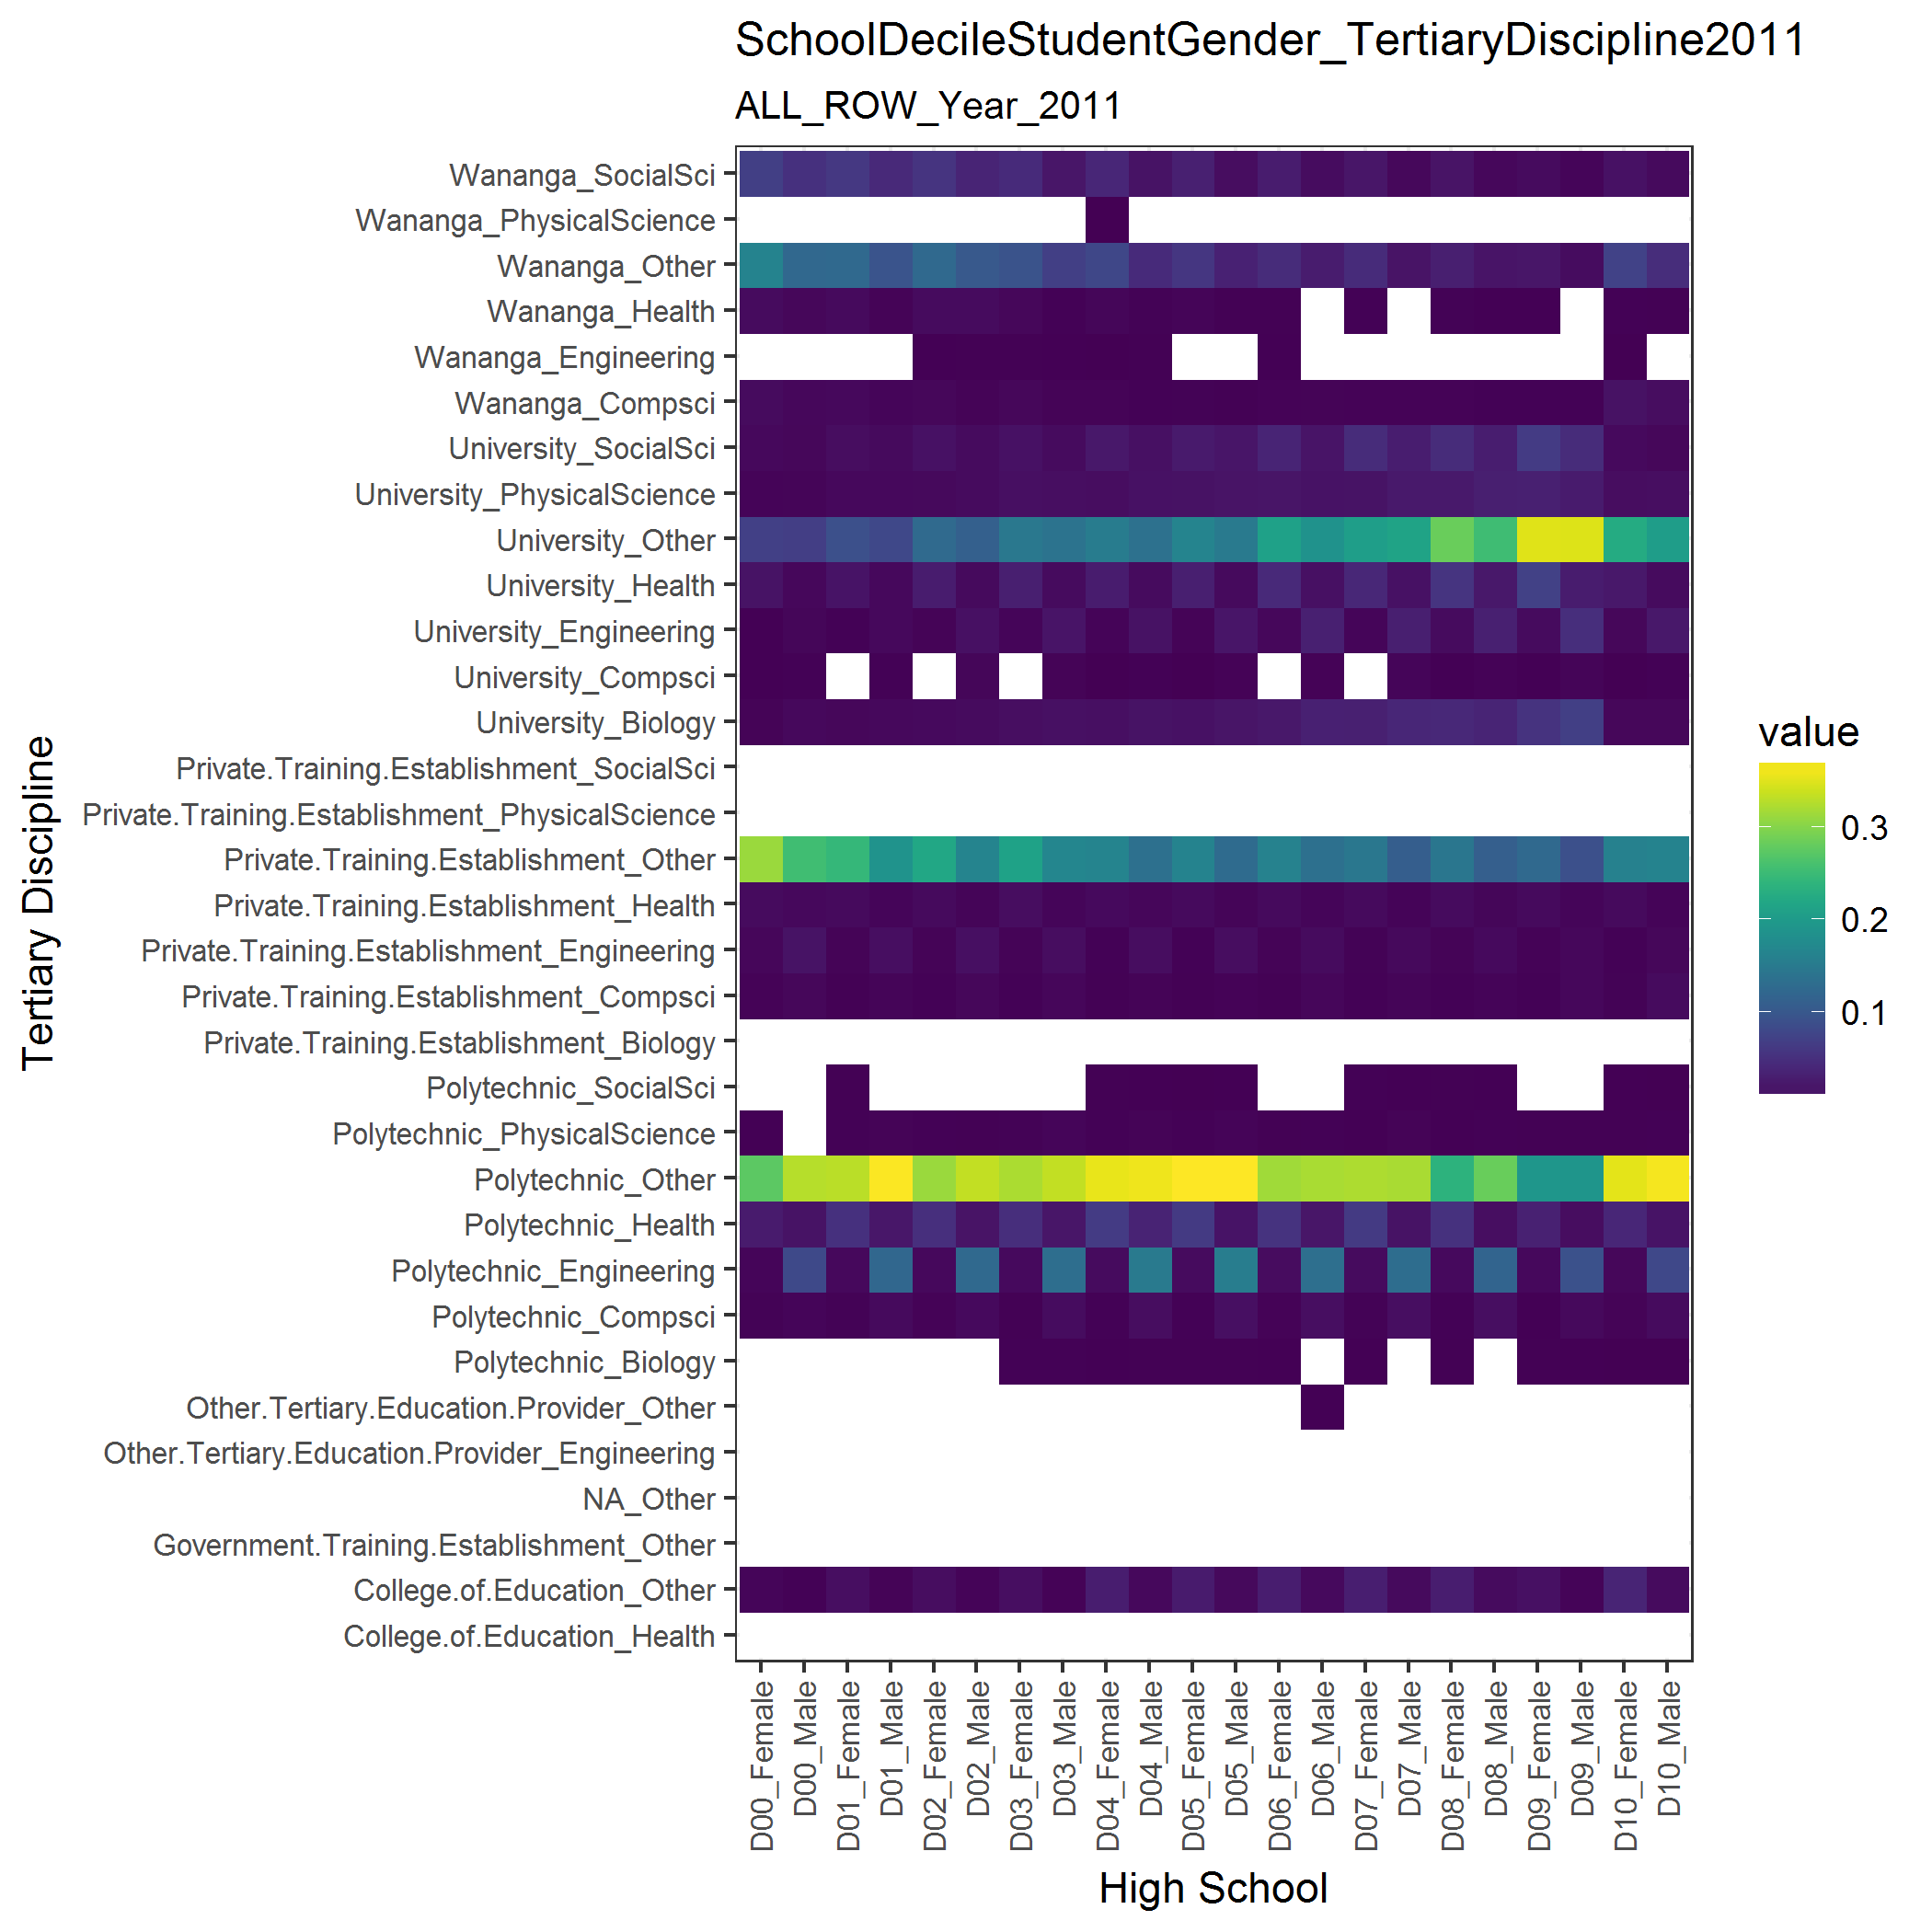 SchoolDecileStudentGender_TertiaryDiscipline2011
ALL_ROW_Year_2011
Tertiary Discipline
Wananga_SocialSci
Wananga_PhysicalScience
Wananga_Other
Wananga_Health
Wananga_Engineering
Wananga_Compsci
University_SocialSci
University_PhysicalScience
University_Other
University_Health
University_Engineering
University_Compsci
University_Biology
Private.Training.Establishment_SocialSci
Private.Training.Establishment_PhysicalScience
Private.Training.Establishment_Other
Private.Training.Establishment_Health
Private.Training.Establishment_Engineering
Private.Training.Establishment_Compsci
Private.Training.Establishment_Biology
Polytechnic_SocialSci
Polytechnic_PhysicalScience
Polytechnic_Other
Polytechnic_Health
Polytechnic_Engineering
Polytechnic_Compsci
Polytechnic_Biology
Other.Tertiary.Education.Provider_Other
Other.Tertiary.Education.Provider_Engineering
NA_Other
Government.Training.Establishment_Other
College.of.Education_Other
College.of.Education_Health
D00_Female
D00_Male
D01_Female
D01_Male
D02_Female
D02_Male
D03_Female
D03_Male
D04_Female
D04_Male
D05_Female
D05_Male
D06_Female
D06_Male
D07_Female
D07_Male
D08_Female
D08_Male
D09_Female
D09_Male
D10_Female
D10_Male
High School
value
0.3
0.2
0.1